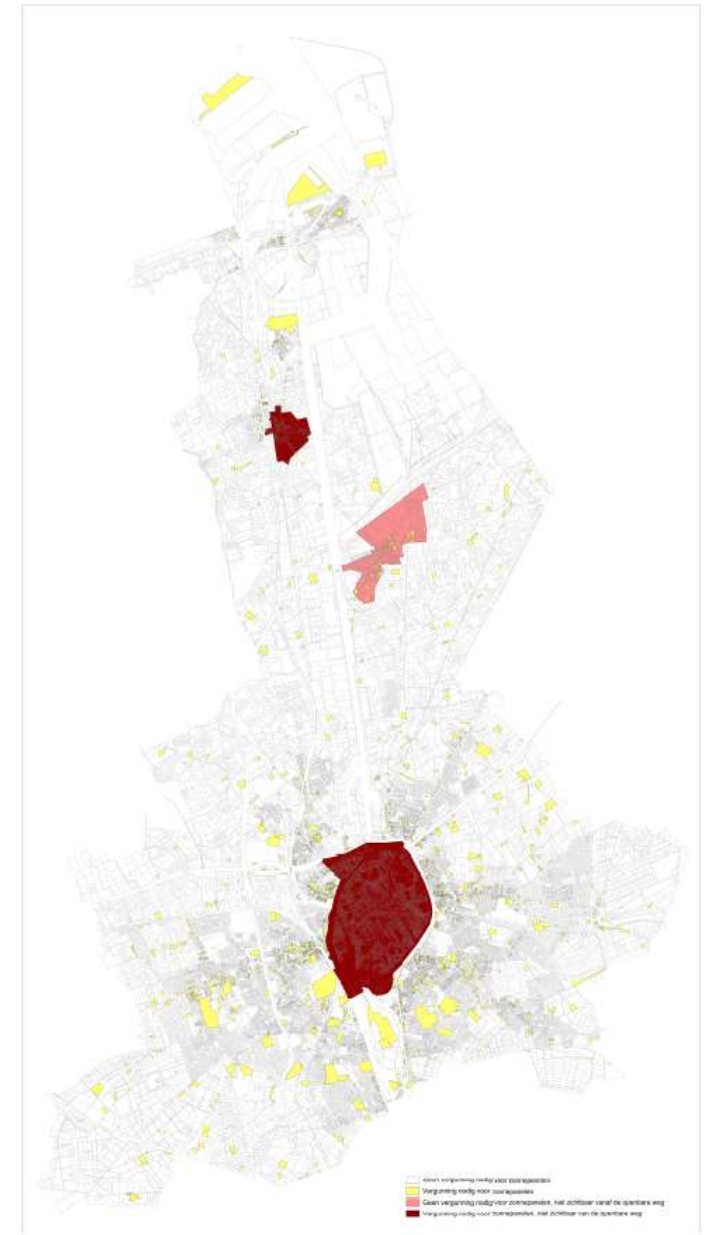 Geen vergunning nodig voor zonnepanelen
Vergunning nodig voor zonnepanelen
Geen vergunning nodig voor zonnepanelen, niet zichtbaar vanaf de openbare weg
Vergunning nodig voor zonnepanelen, niet zichtbaar van de openbare weg